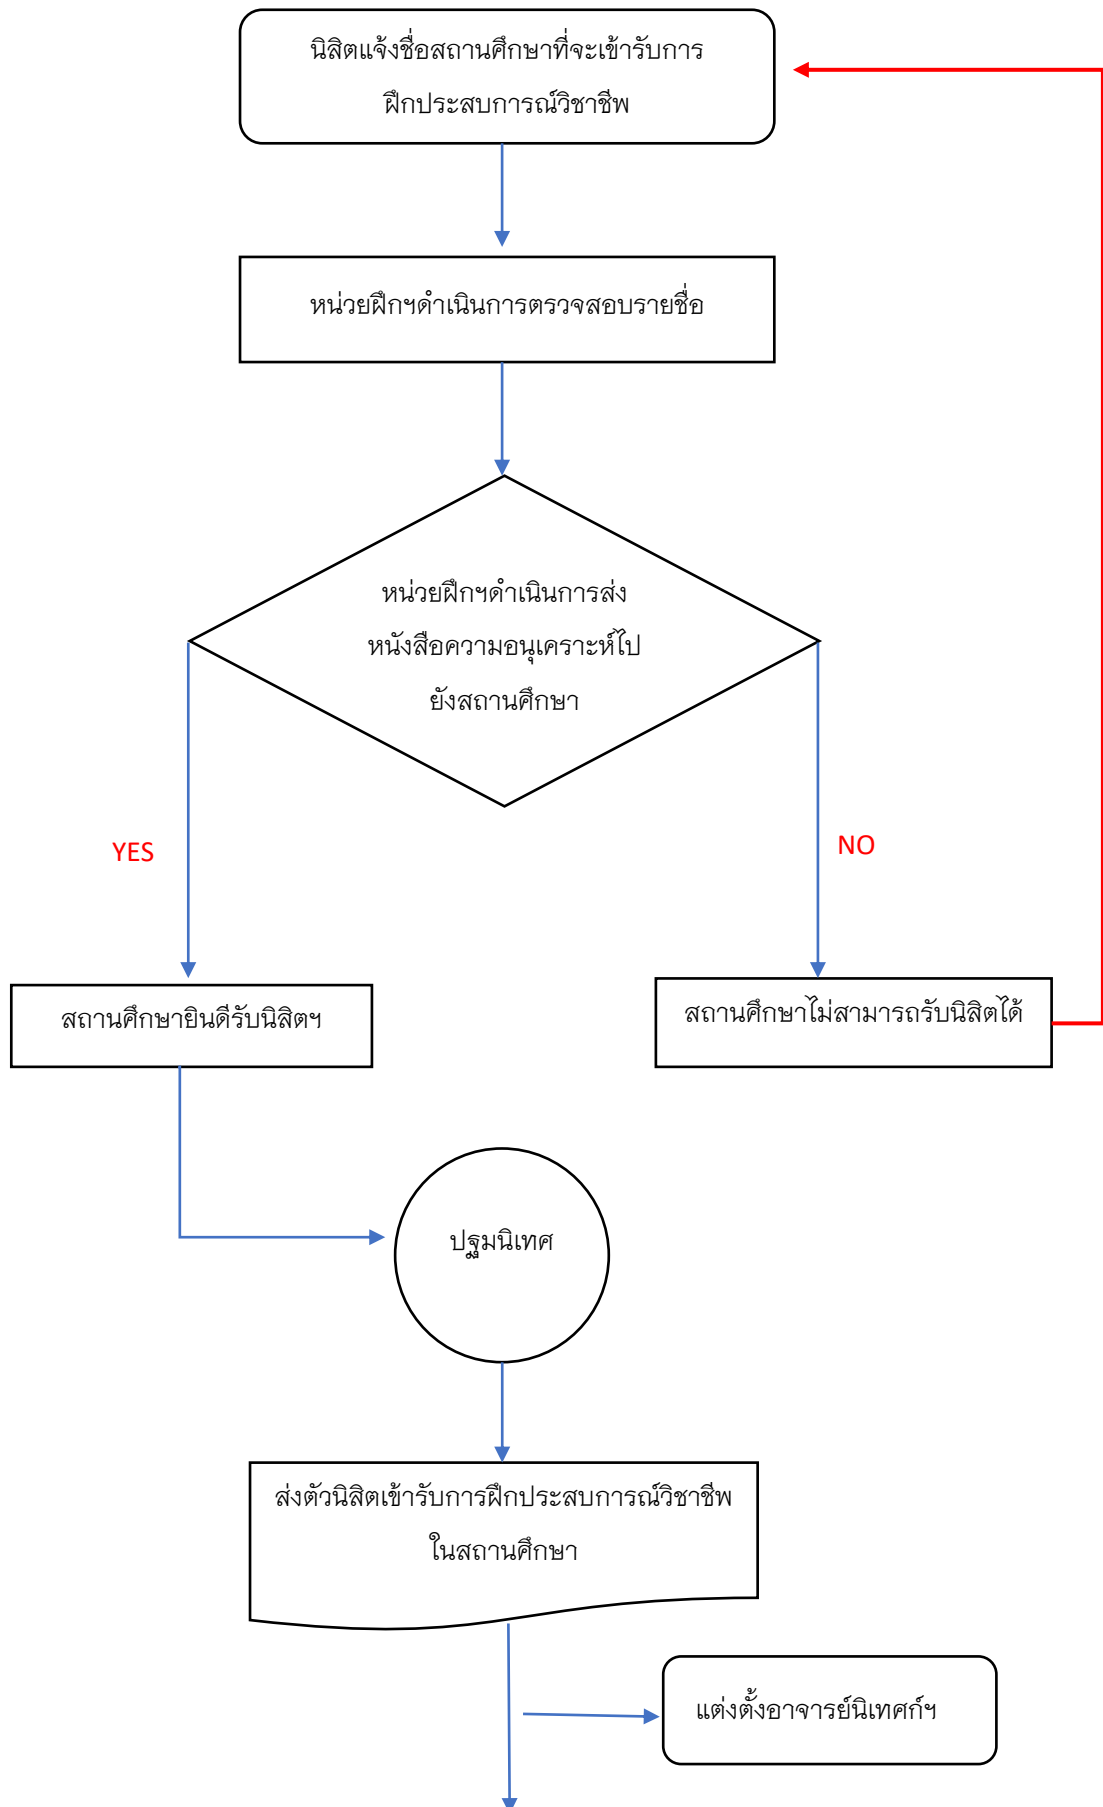 นิสิตแจ้งชื่อสถานศึกษาที่จะเข้ารับการ
ฝึกประสบการณ์วิชาชีพ
หน่วยฝึกฯดำเนินการตรวจสอบรายชื่อ
หน่วยฝึกฯดำเนินการส่ง
หนังสือความอนุเคราะห์ไป
ยังสถานศึกษา
YES
NO
สถานศึกษายินดีรับนิสิตฯ
สถานศึกษาไม่สามารถรับนิสิตได้
ปฐมนิเทศ
ส่งตัวนิสิตเข้ารับการฝึกประสบการณ์วิชาชีพ
ในสถานศึกษา
แต่งตั้งอาจารย์นิเทศก์ฯ